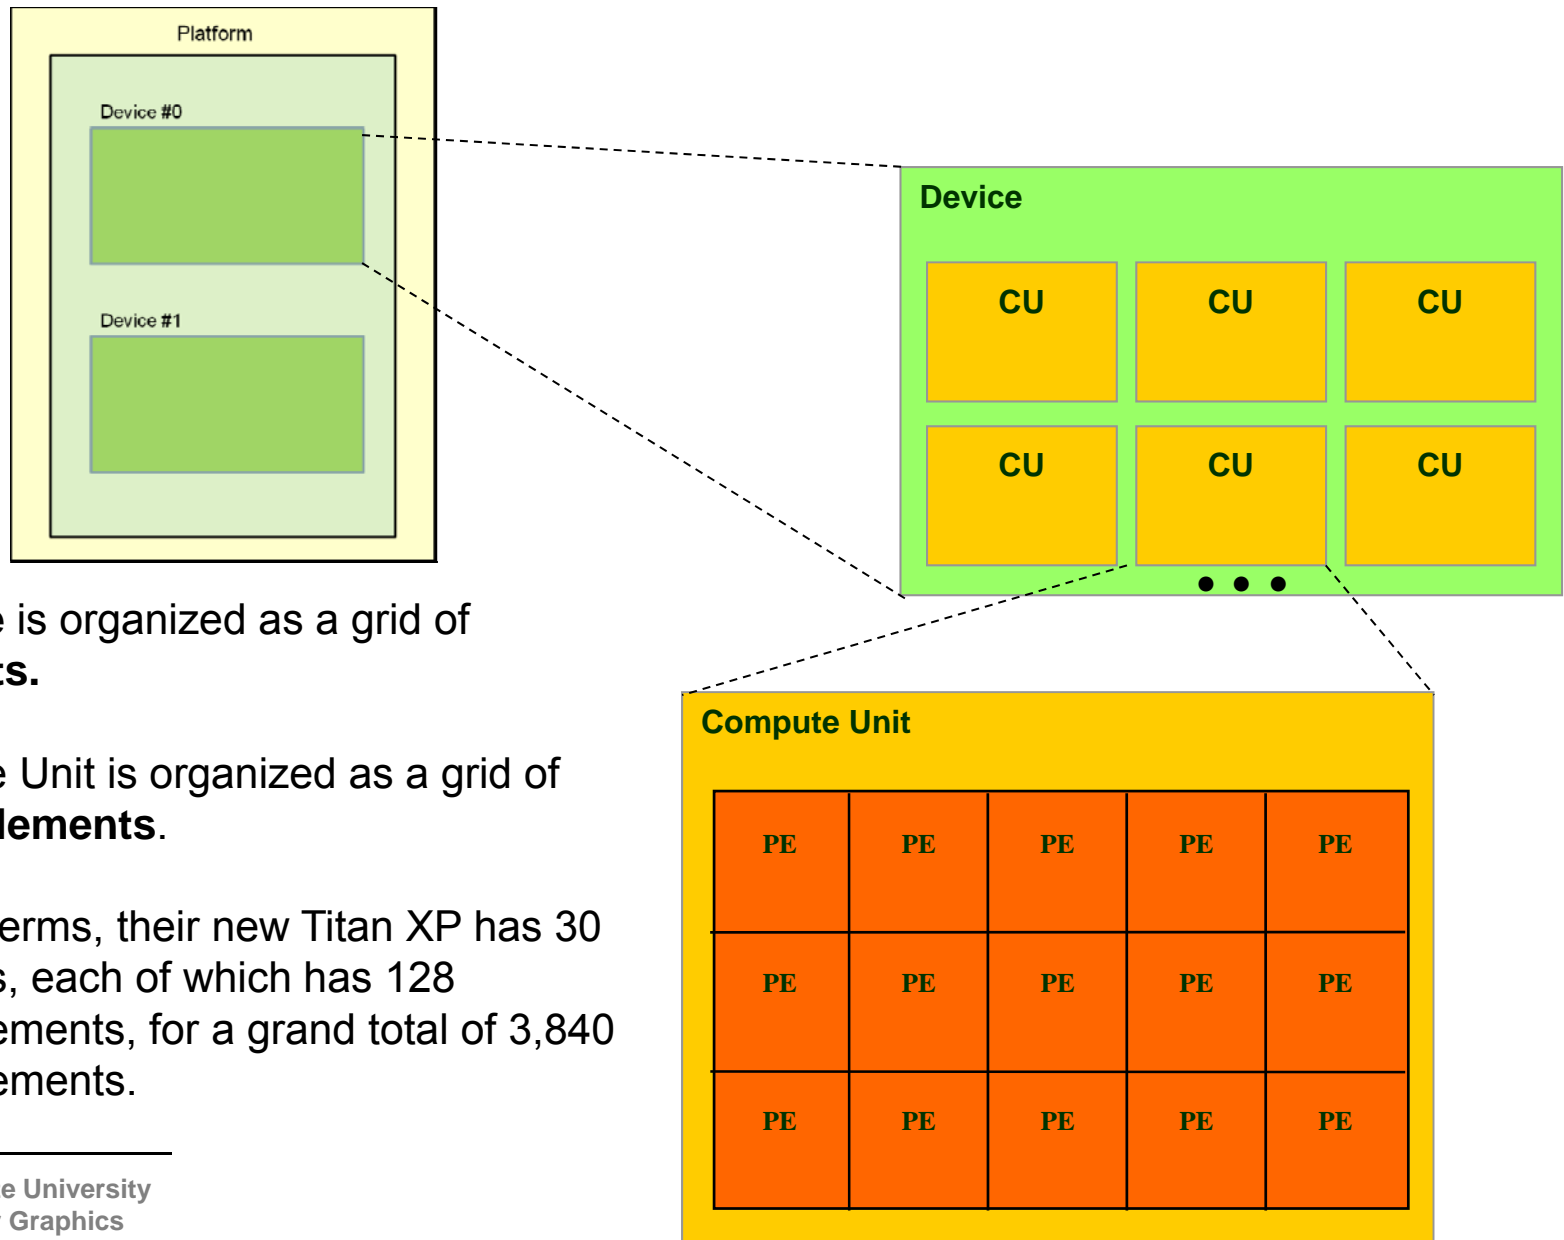 Platform
Device #0
Device #1
Device
CU CU CU
CU CU CU
• • •
e is organized as a grid of
ts.
e Unit is organized as a grid of
lements.
terms, their new Titan XP has 30
s, each of which has 128
ements, for a grand total of 3,840
ements.
Compute Unit
PE PE PE PE PE
PE PE PE PE PE
PE PE PE PE PE
te University
r Graphics